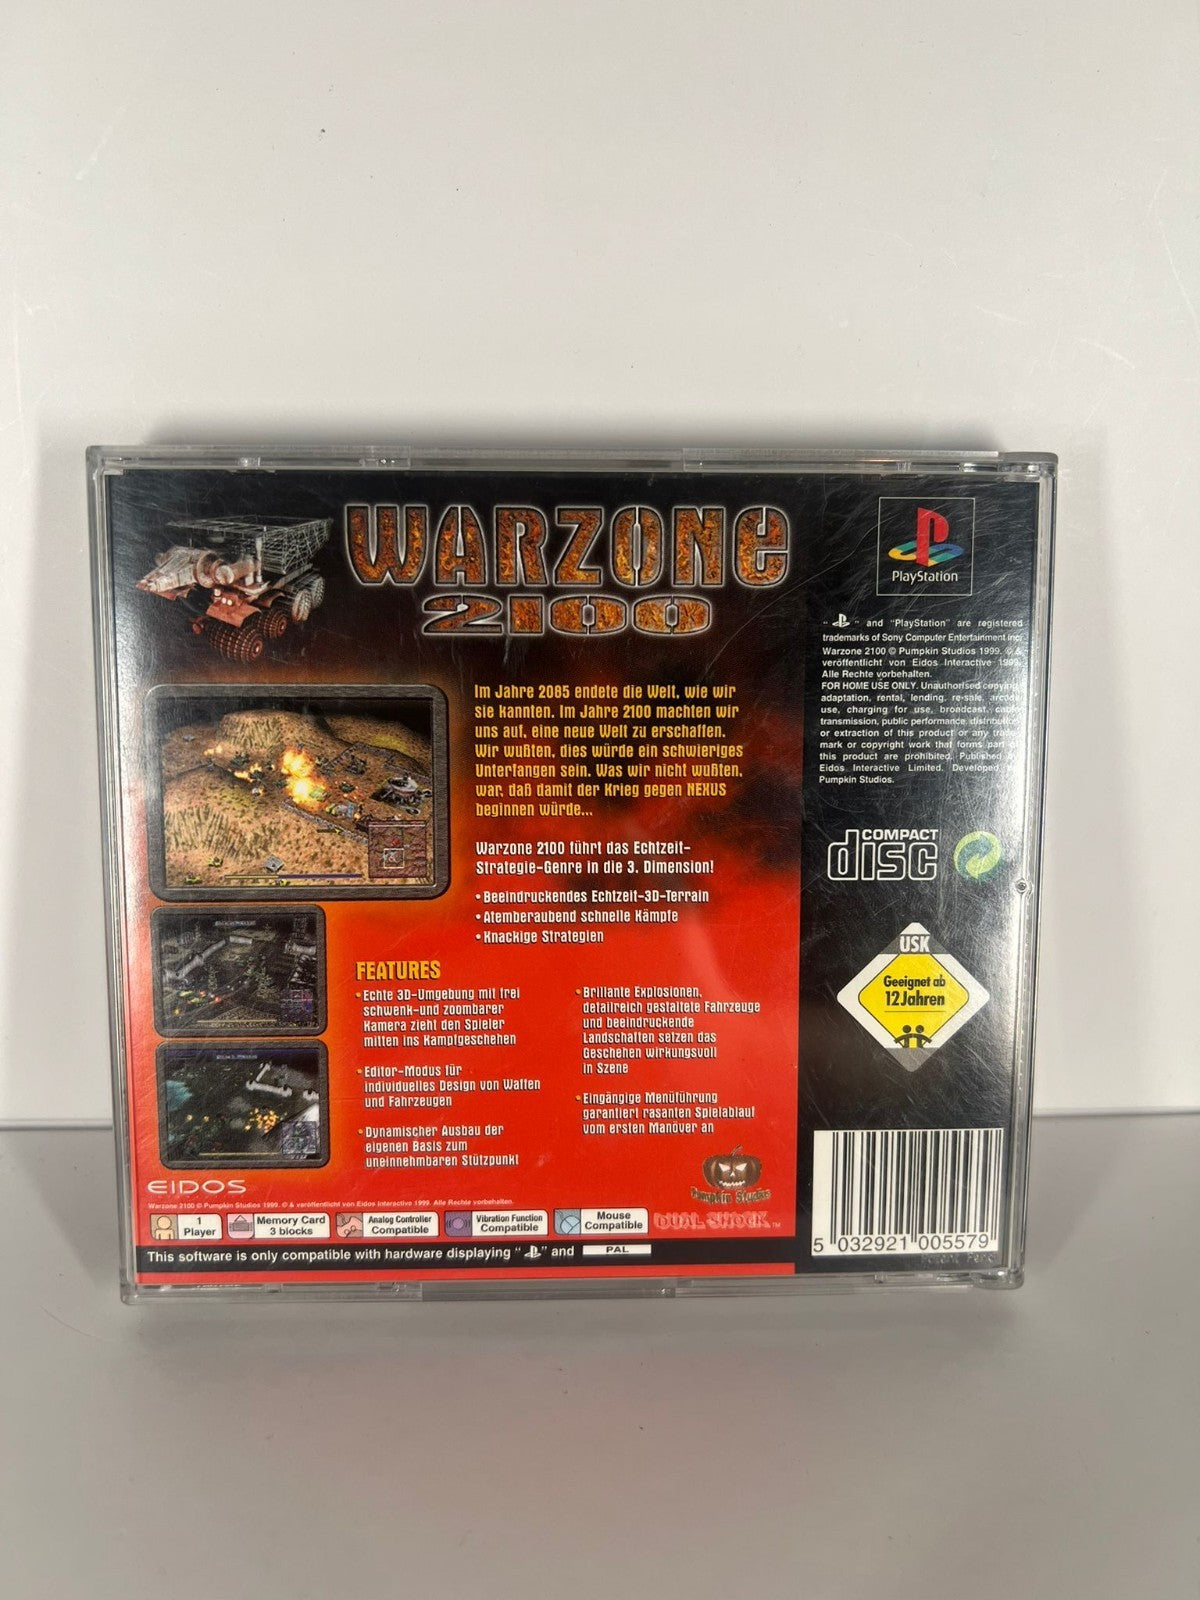 WARZONE
2100
Im Jahre 2085 endete die Welt, wie wir
sie kannten. Im Jahre 2100 machten wir
uns auf, eine neue Welt zu erschaffen.
Wir wußten, dies würde ein schwieriges
Unterfangen sein. Was wir nicht wußten,
war, daß damit der Krieg gegen NEXUS
beginnen würde...
Warzone 2100 führt das Echtzeit-
Strategie-Genre in die 3. Dimension!
• Beeindruckendes Echtzeit-3D-Terrain
• Atemberaubend schnelle Kämpfe
• Knackige Strategien
FEATURES
• Echte 3D-Umgebung mit frei
schwenk-und zoombarer
Kamera zieht den Spieler
mitten ins Kampfgeschehen
• Editor-Modus für
individuelles Design von Waffen
und Fahrzeugen
• Dynamischer Ausbau der
eigenen Basis zum
uneinnehmbaren Stützpunkt
• Brillante Explosionen,
detailreich gestaltete Fahrzeuge
und beeindruckende
Landschaften setzen das
Geschehen wirkungsvoll
in Szene
• Eingängige Menüführung
garantiert rasanten Spielablauf
vom ersten Manöver an
Pumpkin Studios
EIDOS
Warzone 2100 © Pumpkin Studios 1999. © & veröffentlicht von Eidos Interactive 1999. Alle Rechte vorbehalten.
1
Player
Memory Card
3 blocks
Analog Controller
Compatible
Vibration Function
Compatible
Mouse
Compatible
DUAL SHOCK™
This software is only compatible with hardware displaying " " and PAL
PlayStation
" " and "PlayStation" are registered
trademarks of Sony Computer Entertainment Inc.
Warzone 2100 © Pumpkin Studios 1999. © &
veröffentlicht von Eidos Interactive 1999.
Alle Rechte vorbehalten.
FOR HOME USE ONLY. Unauthorised copying,
adaptation, rental, lending, re-sale, arcade
use, charging for use, broadcast, cable
transmission, public performance, distribution
or extraction of this product or any trade
mark or copyright work that forms part of
this product are prohibited. Published by
Eidos Interactive Limited. Developed by
Pumpkin Studios.
COMPACT
disc
USK
Geeignet ab
12 Jahren
5 032921 005579